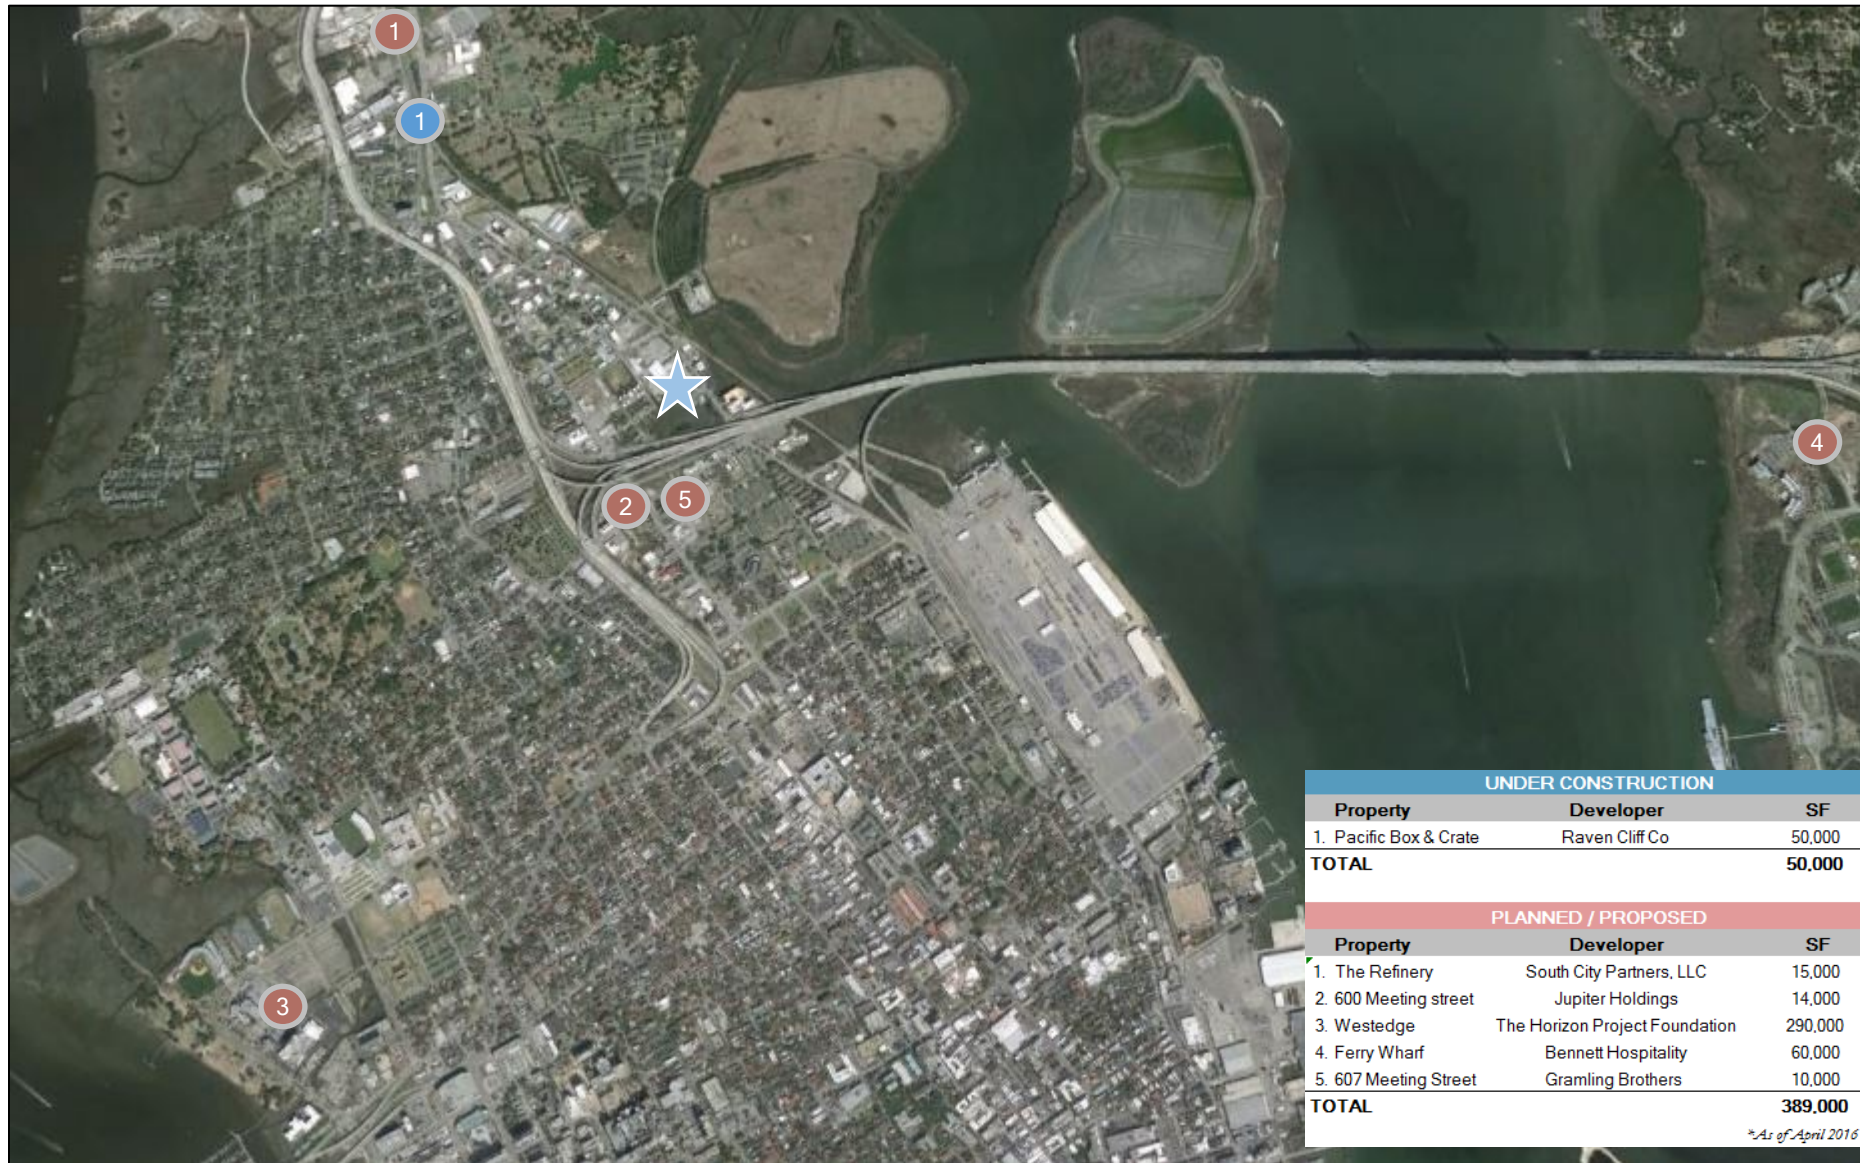 1
1
4
2
5
3
UNDER CONSTRUCTION
Property Developer SF
1. Pacific Box & Crate Raven Cliff Co 50,000
TOTAL 50,000
PLANNED / PROPOSED
Property Developer SF
1. The Refinery South City Partners, LLC 15,000
2. 600 Meeting street Jupiter Holdings 14,000
3. Westedge The Horizon Project Foundation 290,000
4. Ferry Wharf Bennett Hospitality 60,000
5. 607 Meeting Street Gramling Brothers 10,000
TOTAL 389,000
*As of April 2016